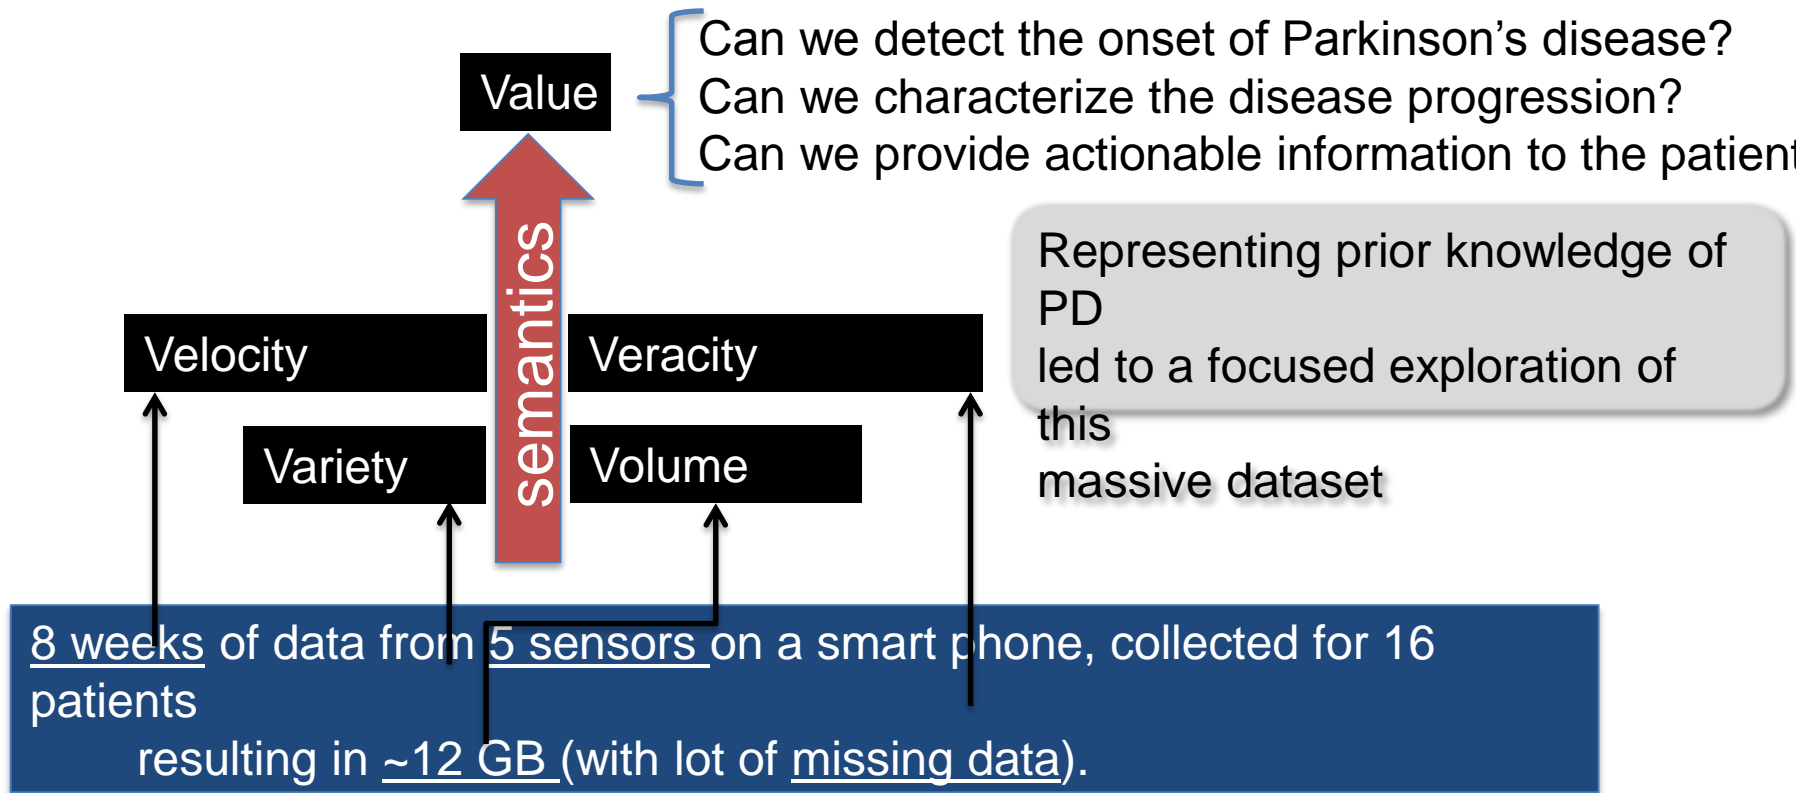 Can we detect the onset of Parkinson’s disease?
Value
Can we characterize the disease progression?
Can we provide actionable information to the patient
semantics
Representing prior knowledge of
PD
led to a focused exploration of
this
massive dataset
Velocity
Veracity
Variety
Volume
8 weeks of data from 5 sensors on a smart phone, collected for 16
patients
resulting in ~12 GB (with lot of missing data).